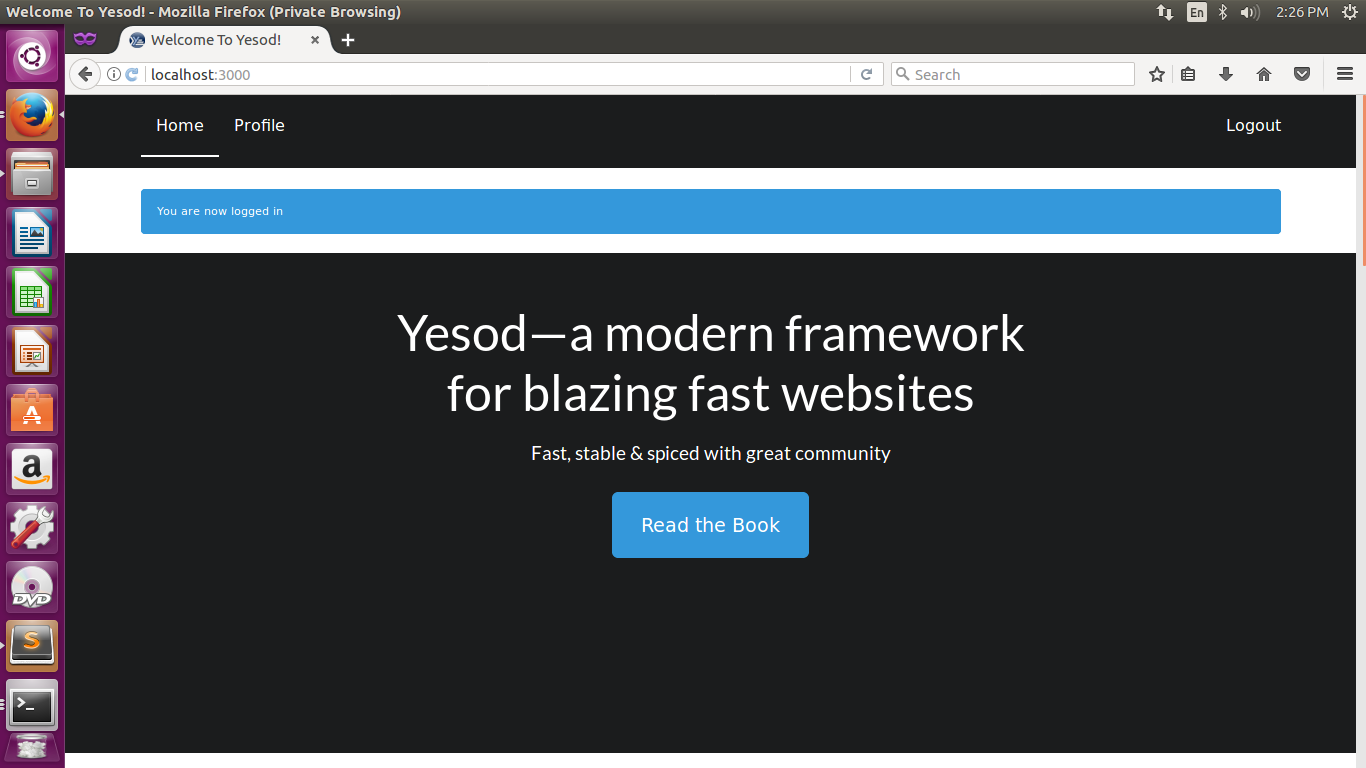 Welcome To Yesod! - Mozilla Firefox (Private Browsing)
En
2:26 PM
Welcome To Yesod!
localhost:3000
Search
Home
Profile
Logout
You are now logged in
Yesod—a modern framework
for blazing fast websites
Fast, stable & spiced with great community
Read the Book
A
a
DVD
S
>_